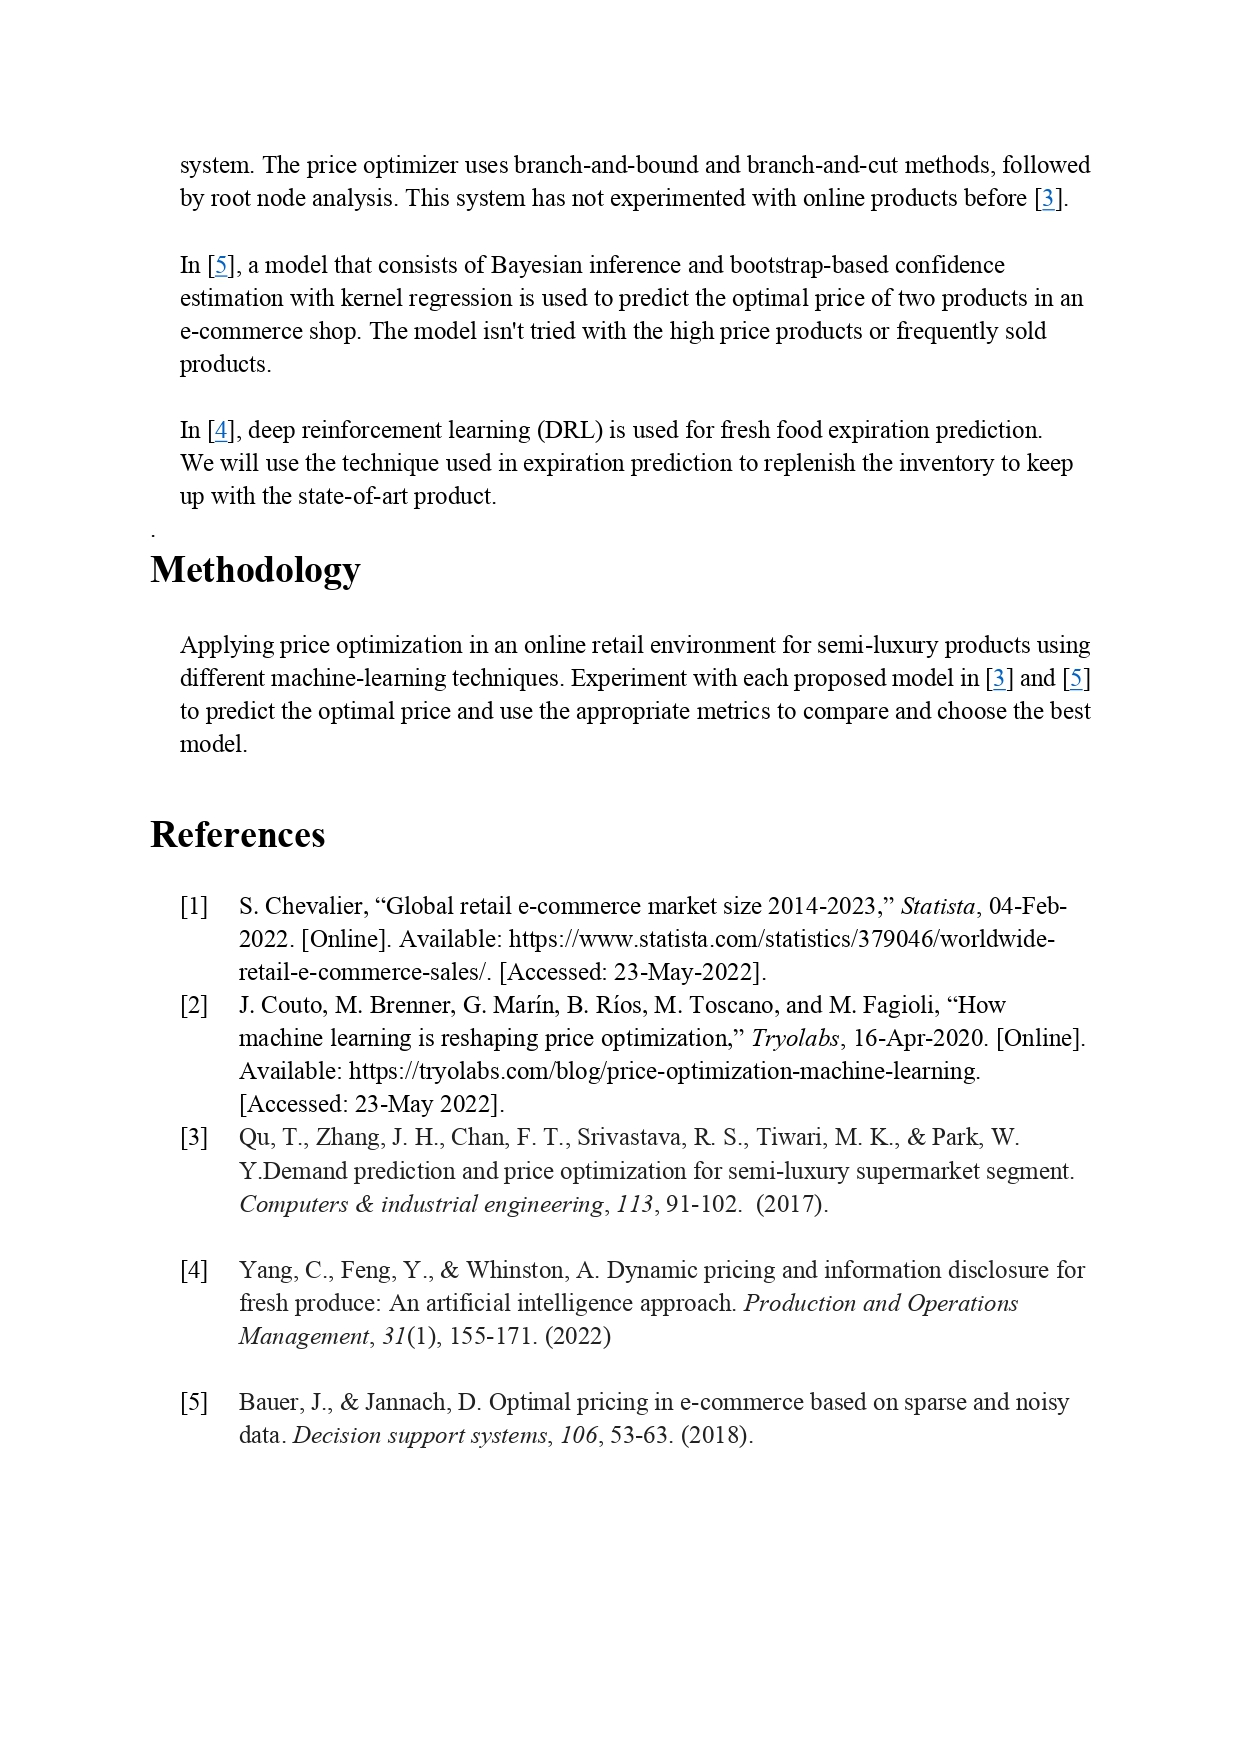 system. The price optimizer uses branch-and-bound and branch-and-cut methods, followed
by root node analysis. This system has not experimented with online products before [3].
In [5], a model that consists of Bayesian inference and bootstrap-based confidence
estimation with kernel regression is used to predict the optimal price of two products in an
e-commerce shop. The model isn't tried with the high price products or frequently sold
products.
In [4], deep reinforcement learning (DRL) is used for fresh food expiration prediction.
We will use the technique used in expiration prediction to replenish the inventory to keep
up with the state-of-art product.
.
Methodology
Applying price optimization in an online retail environment for semi-luxury products using
different machine-learning techniques. Experiment with each proposed model in [3] and [5]
to predict the optimal price and use the appropriate metrics to compare and choose the best
model.
References
[1] S. Chevalier, “Global retail e-commerce market size 2014-2023,” Statista, 04-Feb-
2022. [Online]. Available: https://www.statista.com/statistics/379046/worldwide-
retail-e-commerce-sales/. [Accessed: 23-May-2022].
[2] J. Couto, M. Brenner, G. Marín, B. Ríos, M. Toscano, and M. Fagioli, “How
machine learning is reshaping price optimization,” Tryolabs, 16-Apr-2020. [Online].
Available: https://tryolabs.com/blog/price-optimization-machine-learning.
[Accessed: 23-May 2022].
[3] Qu, T., Zhang, J. H., Chan, F. T., Srivastava, R. S., Tiwari, M. K., & Park, W.
Y.Demand prediction and price optimization for semi-luxury supermarket segment.
Computers & industrial engineering, 113, 91-102. (2017).
[4] Yang, C., Feng, Y., & Whinston, A. Dynamic pricing and information disclosure for
fresh produce: An artificial intelligence approach. Production and Operations
Management, 31(1), 155-171. (2022)
[5] Bauer, J., & Jannach, D. Optimal pricing in e-commerce based on sparse and noisy
data. Decision support systems, 106, 53-63. (2018).